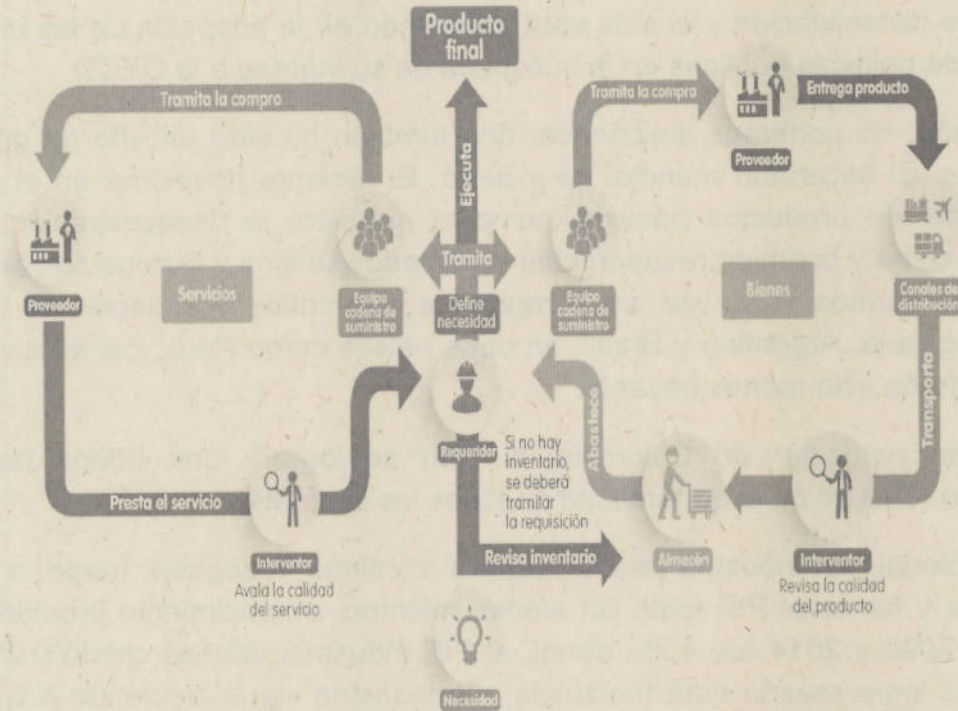 Producto
final
Tramita la compra
Tramita la compra
Entrega producto
Proveedor
Ejecuta
Tramita
Servicios
Bienes
Proveedor
Equipo
cadena de
suministro
Define
necesidad
Equipo
cadena de
suministro
Canales de
distribución
Transporta
Abastece
Requeridor
Si no hay
inventario,
se deberá
tramitar
la requisición
Presta el servicio
Revisa inventario
Almacén
Interventor
Avala la calidad
del servicio
Interventor
Revisa la calidad
del producto
Necesidad